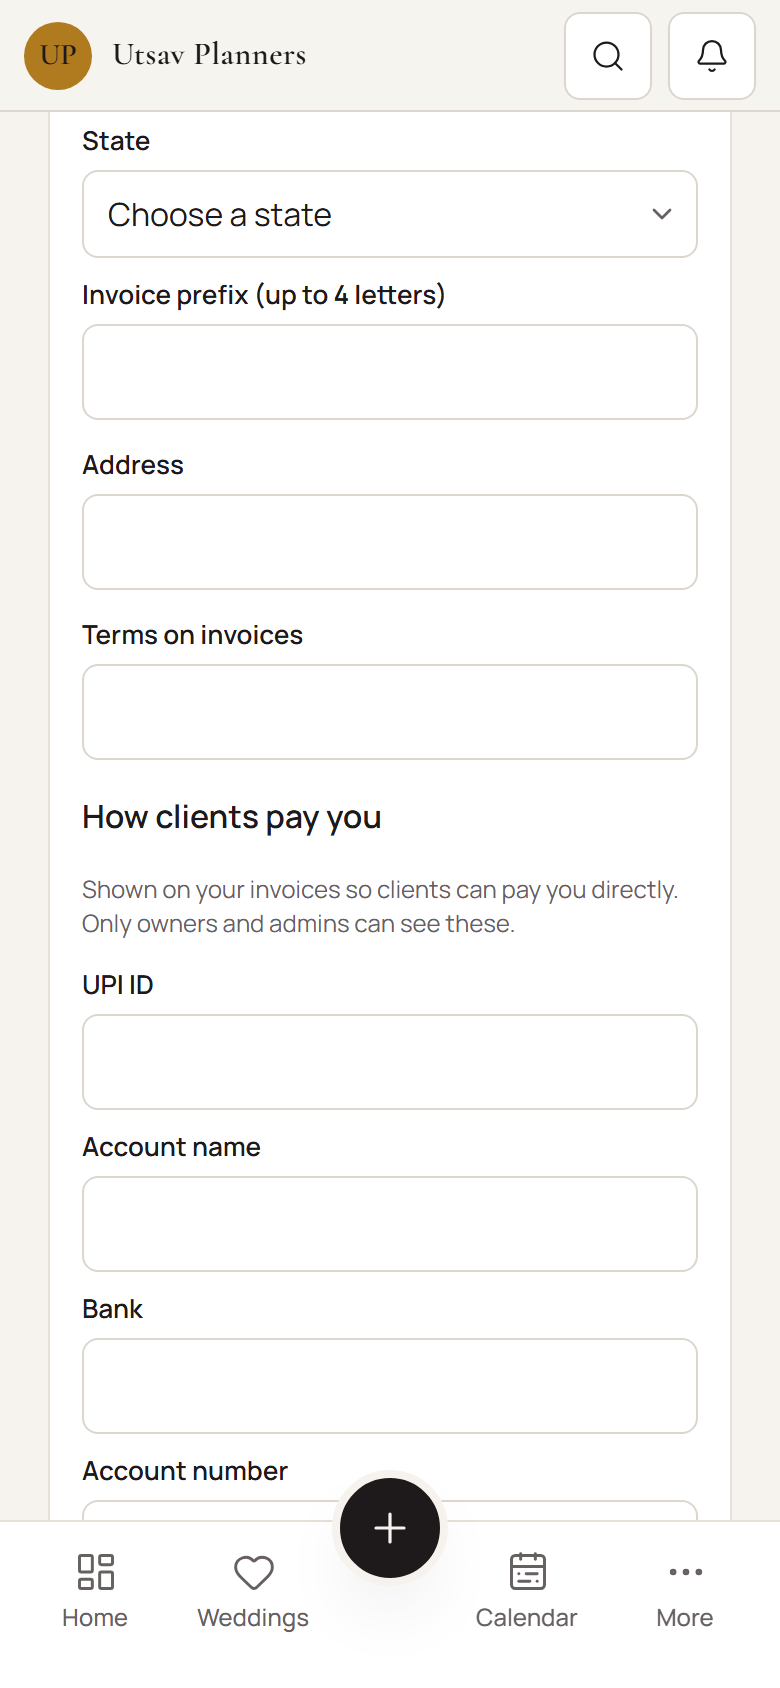 UP
Utsav Planners
State
Choose a state
Invoice prefix (up to 4 letters)
Address
Terms on invoices
How clients pay you
Shown on your invoices so clients can pay you directly.
Only owners and admins can see these.
UPI ID
Account name
Bank
Account number
Home
Weddings
Calendar
More